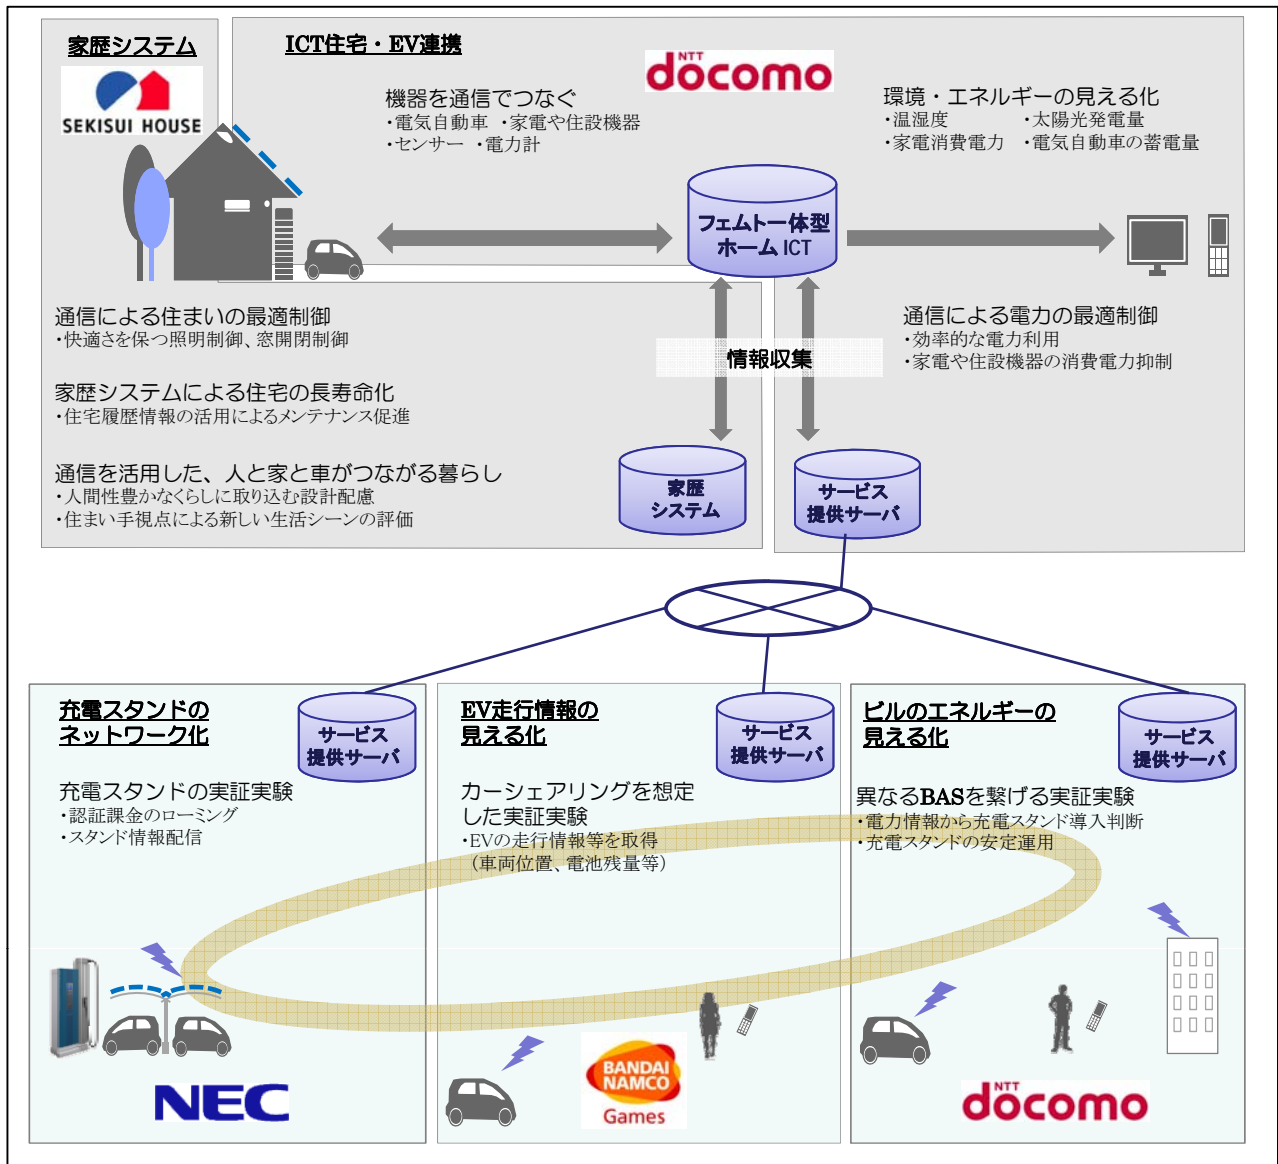 家歴システム
SEKISUI HOUSE
ICT住宅・EV連携
NTT
docomo
機器を通信でつなぐ
・電気自動車 ・家電や住設機器
・センサー ・電力計
環境・エネルギーの見える化
・温湿度 ・太陽光発電量
・家電消費電力 ・電気自動車の蓄電量
フェムト一体型
ホームICT
通信による住まいの最適制御
・快適さを保つ照明制御、窓開閉制御
家歴システムによる住宅の長寿命化
・住宅履歴情報の活用によるメンテナンス促進
通信を活用した、人と家と車がつながる暮らし
・人間性豊かなくらしに取り込む設計配慮
・住まい手視点による新しい生活シーンの評価
情報収集
通信による電力の最適制御
・効率的な電力利用
・家電や住設機器の消費電力抑制
家歴
システム
サービス
提供サーバ
充電スタンドの
ネットワーク化
サービス
提供サーバ
充電スタンドの実証実験
・認証課金のローミング
・スタンド情報配信
NEC
EV走行情報の
見える化
サービス
提供サーバ
カーシェアリングを想定
した実証実験
・EVの走行情報等を取得
（車両位置、電池残量等）
BANDAI
NAMCO
Games
ビルのエネルギーの
見える化
サービス
提供サーバ
異なるBASを繋げる実証実験
・電力情報から充電スタンド導入判断
・充電スタンドの安定運用
NTT
docomo